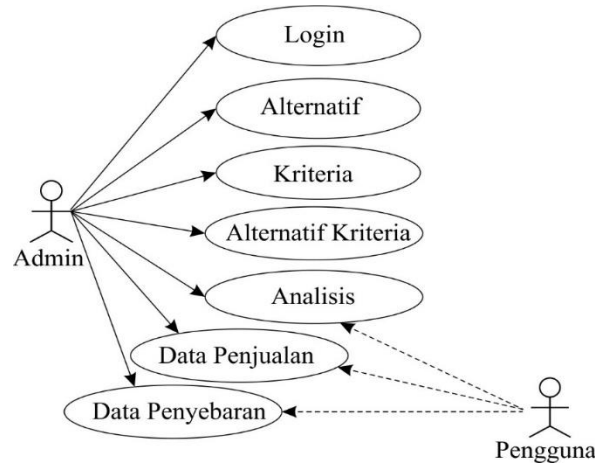 Login
Alternatif
Kriteria
Alternatif Kriteria
Admin
Analisis
Data Penjualan
Data Penyebaran
Pengguna